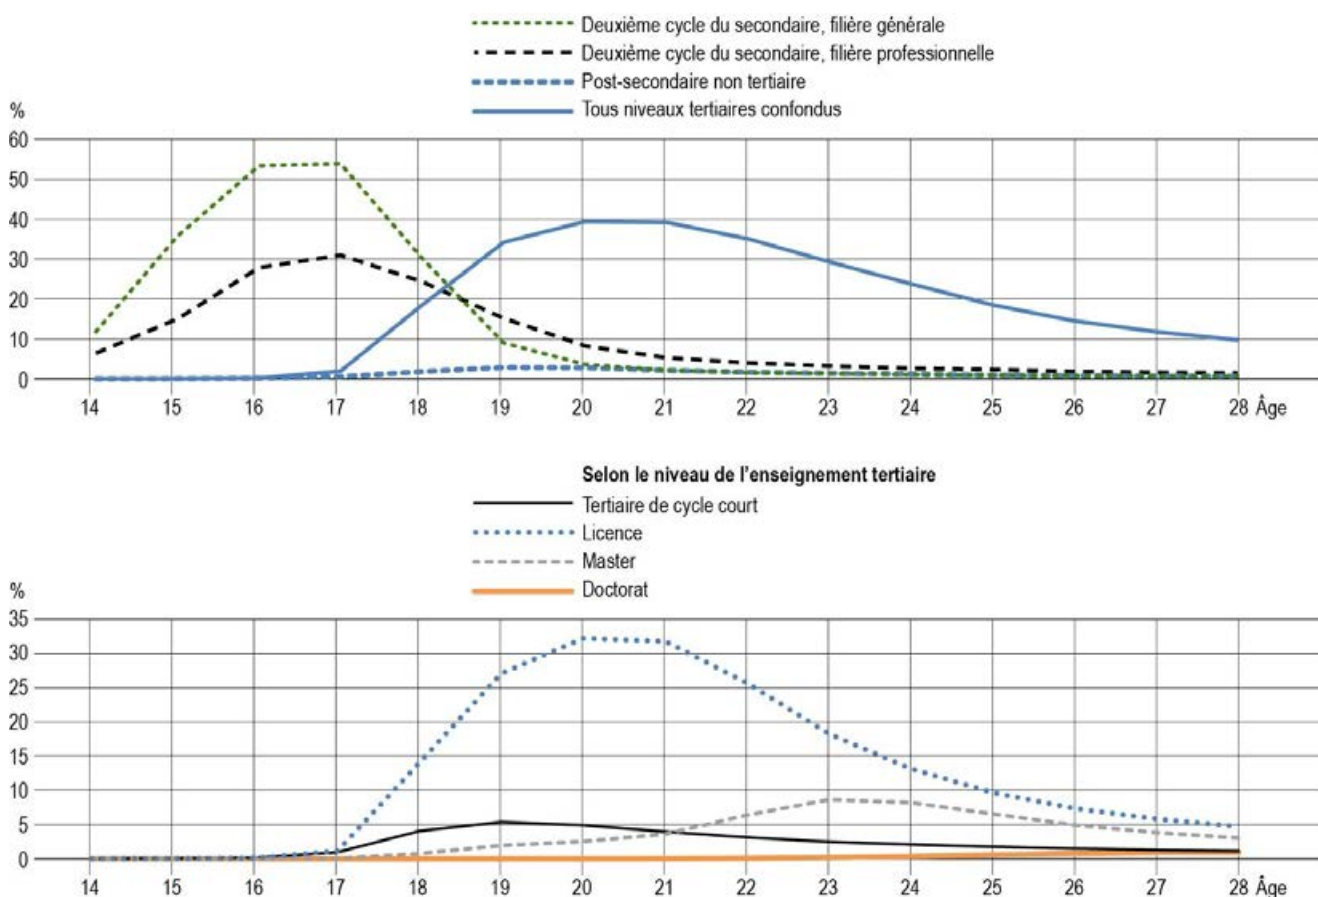 Deuxième cycle du secondaire, filière générale
Deuxième cycle du secondaire, filière professionnelle
Post-secondaire non tertiaire
Tous niveaux tertiaires confondus
%
60
50
40
30
20
10
0
14 15 16 17 18 19 20 21 22 23 24 25 26 27 28 Âge
Selon le niveau de l'enseignement tertiaire
Tertiaire de cycle court
Licence
Master
Doctorat
%
35
30
25
20
15
10
5
0
14 15 16 17 18 19 20 21 22 23 24 25 26 27 28 Âge